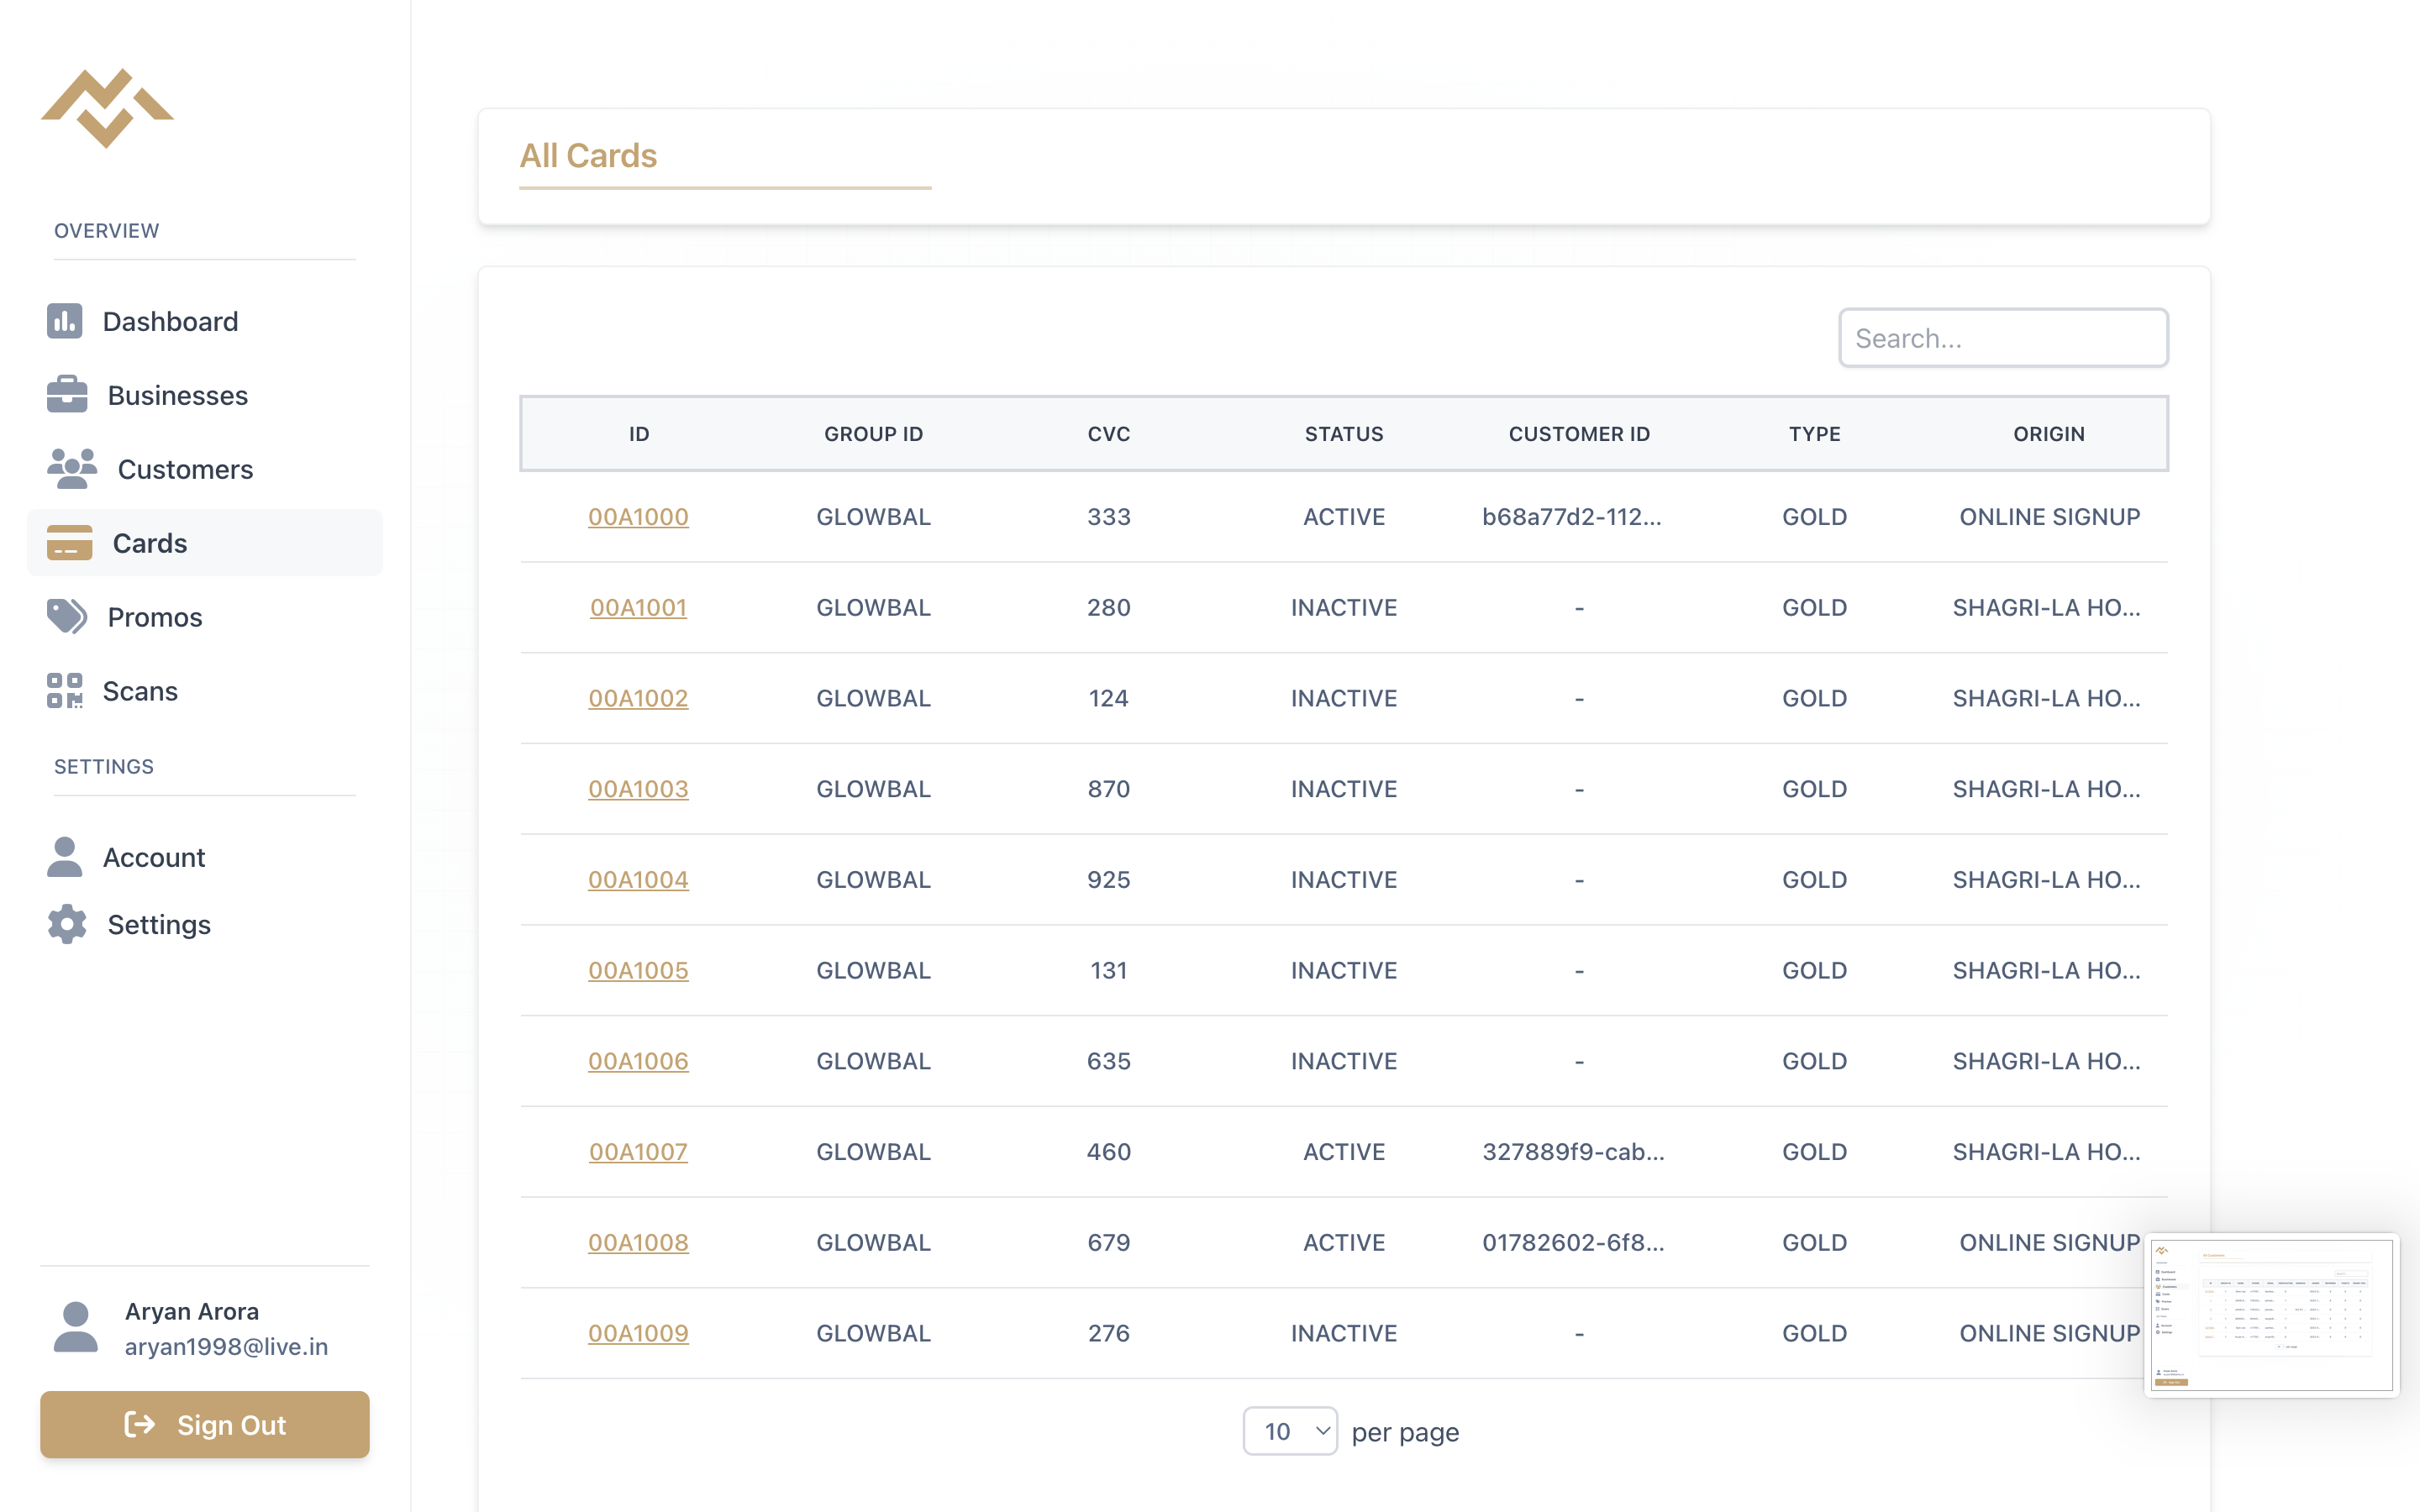 OVERVIEW
Dashboard
Businesses
Customers
Cards
Promos
Scans
SETTINGS
Account
Settings
Aryan Arora
aryan1998@live.in
Sign Out
All Cards
Search...
ID GROUP ID CVC STATUS CUSTOMER ID TYPE ORIGIN
00A1000 GLOWBAL 333 ACTIVE b68a77d2-112... GOLD ONLINE SIGNUP
00A1001 GLOWBAL 280 INACTIVE - GOLD SHAGRI-LA HO...
00A1002 GLOWBAL 124 INACTIVE - GOLD SHAGRI-LA HO...
00A1003 GLOWBAL 870 INACTIVE - GOLD SHAGRI-LA HO...
00A1004 GLOWBAL 925 INACTIVE - GOLD SHAGRI-LA HO...
00A1005 GLOWBAL 131 INACTIVE - GOLD SHAGRI-LA HO...
00A1006 GLOWBAL 635 INACTIVE - GOLD SHAGRI-LA HO...
00A1007 GLOWBAL 460 ACTIVE 327889f9-cab... GOLD SHAGRI-LA HO...
00A1008 GLOWBAL 679 ACTIVE 01782602-6f8... GOLD ONLINE SIGNUP
00A1009 GLOWBAL 276 INACTIVE - GOLD ONLINE SIGNUP
10 per page